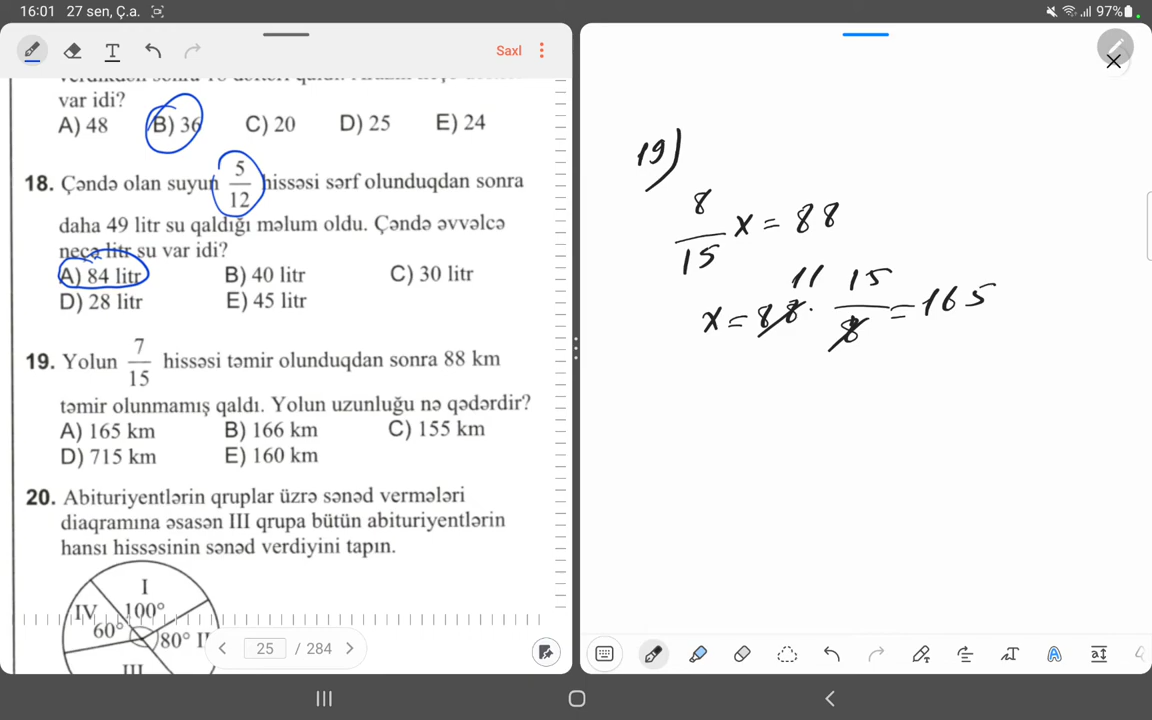 16:01 27 sen, Ç.a. 97%
Saxl
var idi?
A) 48 B) 36 C) 20 D) 25 E) 24
18. Çəndə olan suyun 5/12 hissəsi sərf olunduqdan sonra
daha 49 litr su qaldığı məlum oldu. Çəndə əvvəlcə
neçə litr su var idi?
A) 84 litr B) 40 litr C) 30 litr
D) 28 litr E) 45 litr
19. Yolun 7/15 hissəsi təmir olunduqdan sonra 88 km
təmir olunmamış qaldı. Yolun uzunluğu nə qədərdir?
A) 165 km B) 166 km C) 155 km
D) 715 km E) 160 km
20. Abituriyentlərin qruplar üzrə sənəd vermələri
diaqramına əsasən III qrupa bütün abituriyentlərin
hansı hissəsinin sənəd verdiyini tapın.
I
IV 100°
60° 80°
III
25 / 284
19)
8/15 x = 88
11
x = 88 · 15/8 = 165